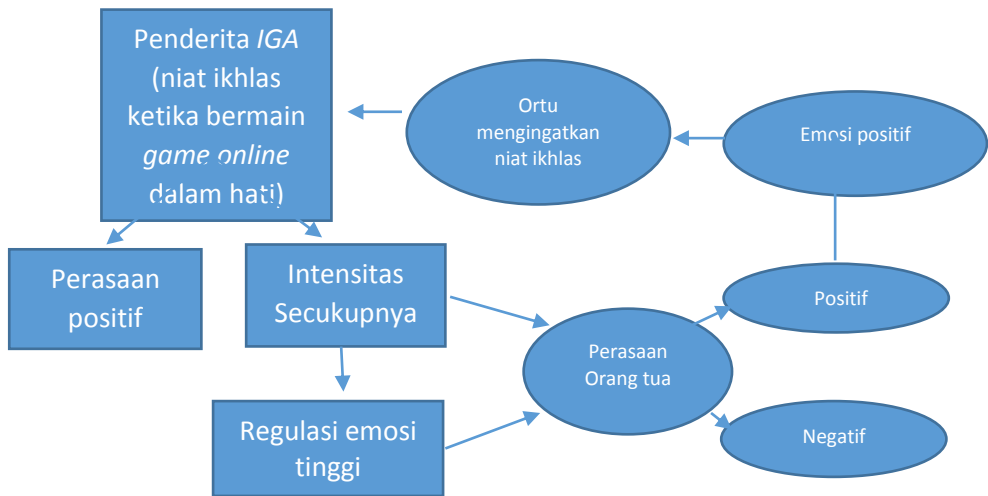 Penderita IGA
(niat ikhlas
ketika bermain
game online
dalam hati)
Ortu
mengingatkan
niat ikhlas
Emosi positif
Perasaan
positif
Intensitas
Secukupnya
Positif
Perasaan
Orang tua
Regulasi emosi
tinggi
Negatif